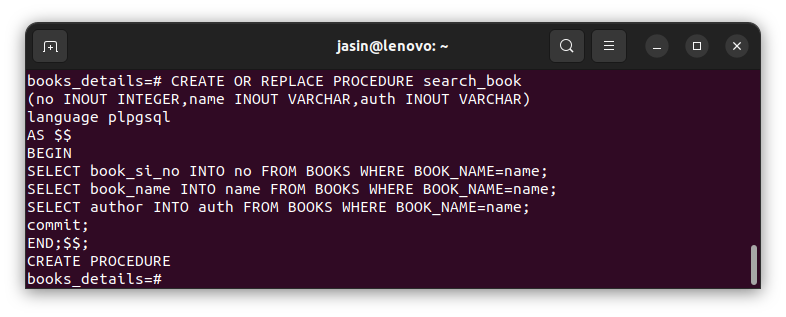 jasin@lenovo: ~
books_details=# CREATE OR REPLACE PROCEDURE search_book
(no INOUT INTEGER,name INOUT VARCHAR,auth INOUT VARCHAR)
language plpgsql
AS $$
BEGIN
SELECT book_si_no INTO no FROM BOOKS WHERE BOOK_NAME=name;
SELECT book_name INTO name FROM BOOKS WHERE BOOK_NAME=name;
SELECT author INTO auth FROM BOOKS WHERE BOOK_NAME=name;
commit;
END;$$;
CREATE PROCEDURE
books_details=#